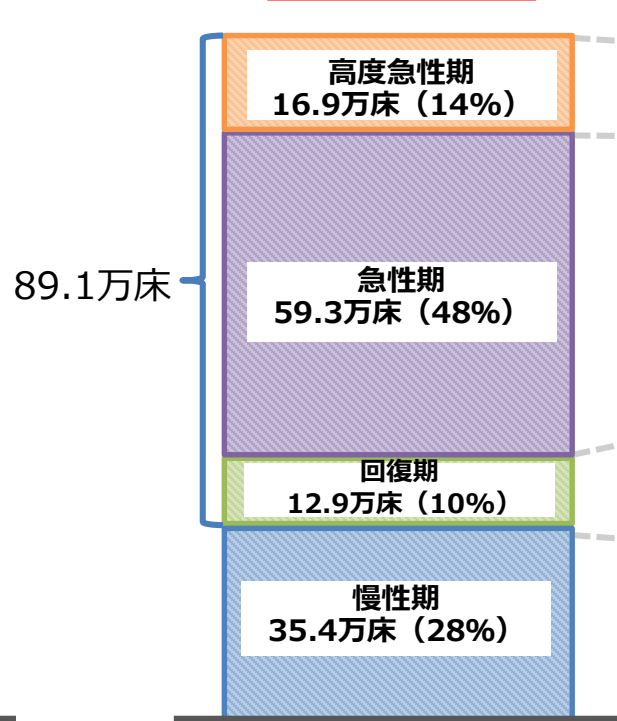 高度急性期
16.9万床（14%）
89.1万床
急性期
59.3万床（48%）
回復期
12.9万床（10%）
慢性期
35.4万床（28%）